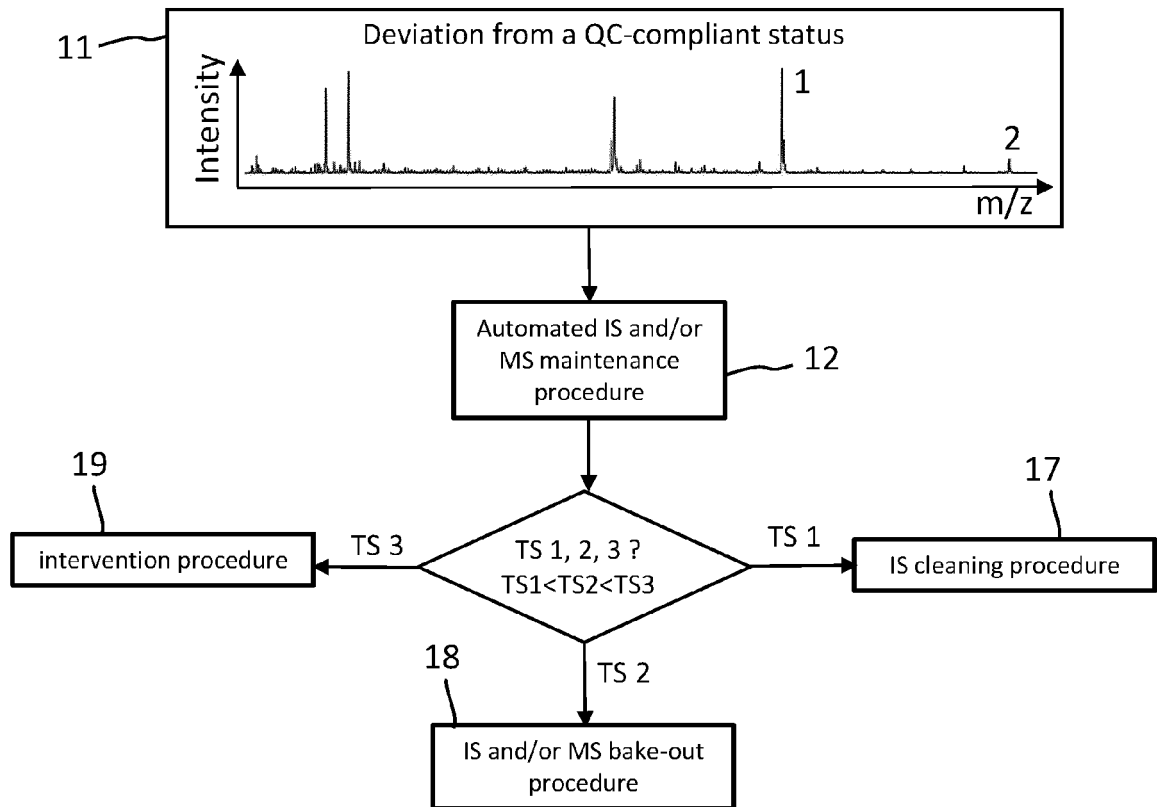 11
Deviation from a QC-compliant status
Intensity
1
2
m/z
Automated IS and/or
MS maintenance
procedure
12
19
17
intervention procedure
TS 3
TS 1, 2, 3 ?
TS1<TS2<TS3
TS 1
IS cleaning procedure
18
TS 2
IS and/or MS bake-out
procedure